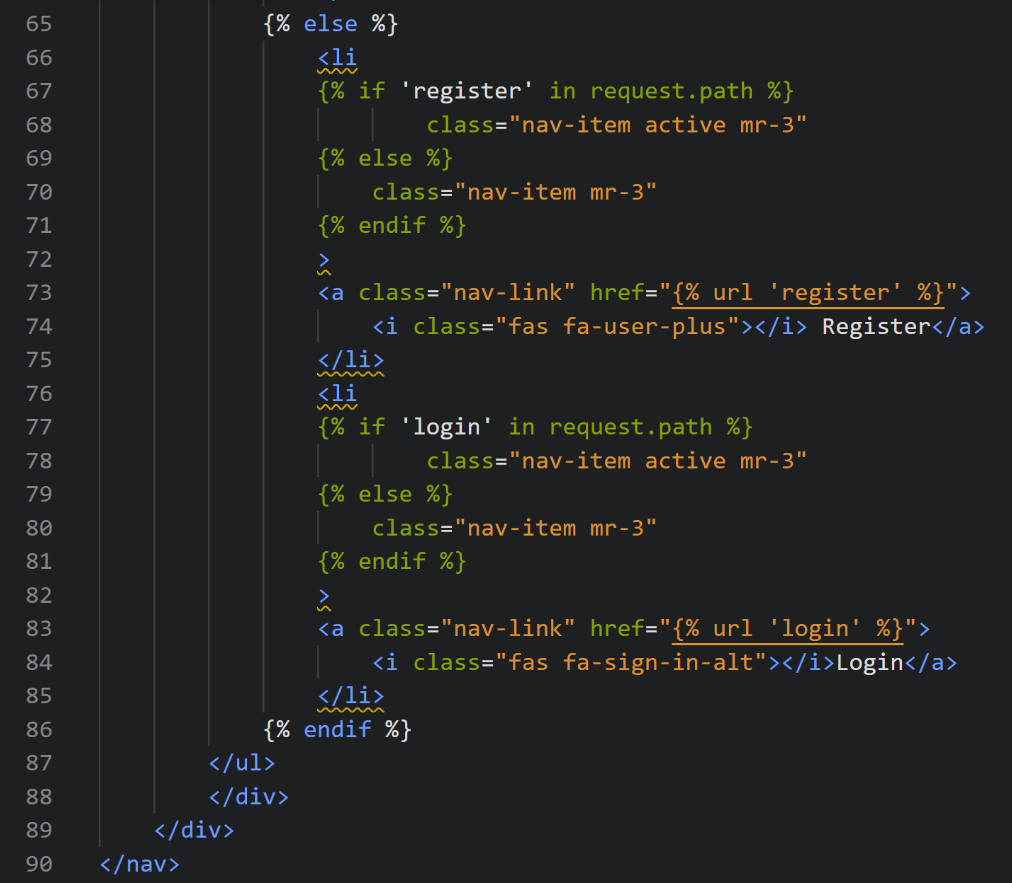 65 {% else %}
66 <li
67 {% if 'register' in request.path %}
68 class="nav-item active mr-3"
69 {% else %}
70 class="nav-item mr-3"
71 {% endif %}
72 >
73 <a class="nav-link" href="{% url 'register' %}">
74 <i class="fas fa-user-plus"></i> Register</a>
75 </li>
76 <li
77 {% if 'login' in request.path %}
78 class="nav-item active mr-3"
79 {% else %}
80 class="nav-item mr-3"
81 {% endif %}
82 >
83 <a class="nav-link" href="{% url 'login' %}">
84 <i class="fas fa-sign-in-alt"></i>Login</a>
85 </li>
86 {% endif %}
87 </ul>
88 </div>
89 </div>
90 </nav>